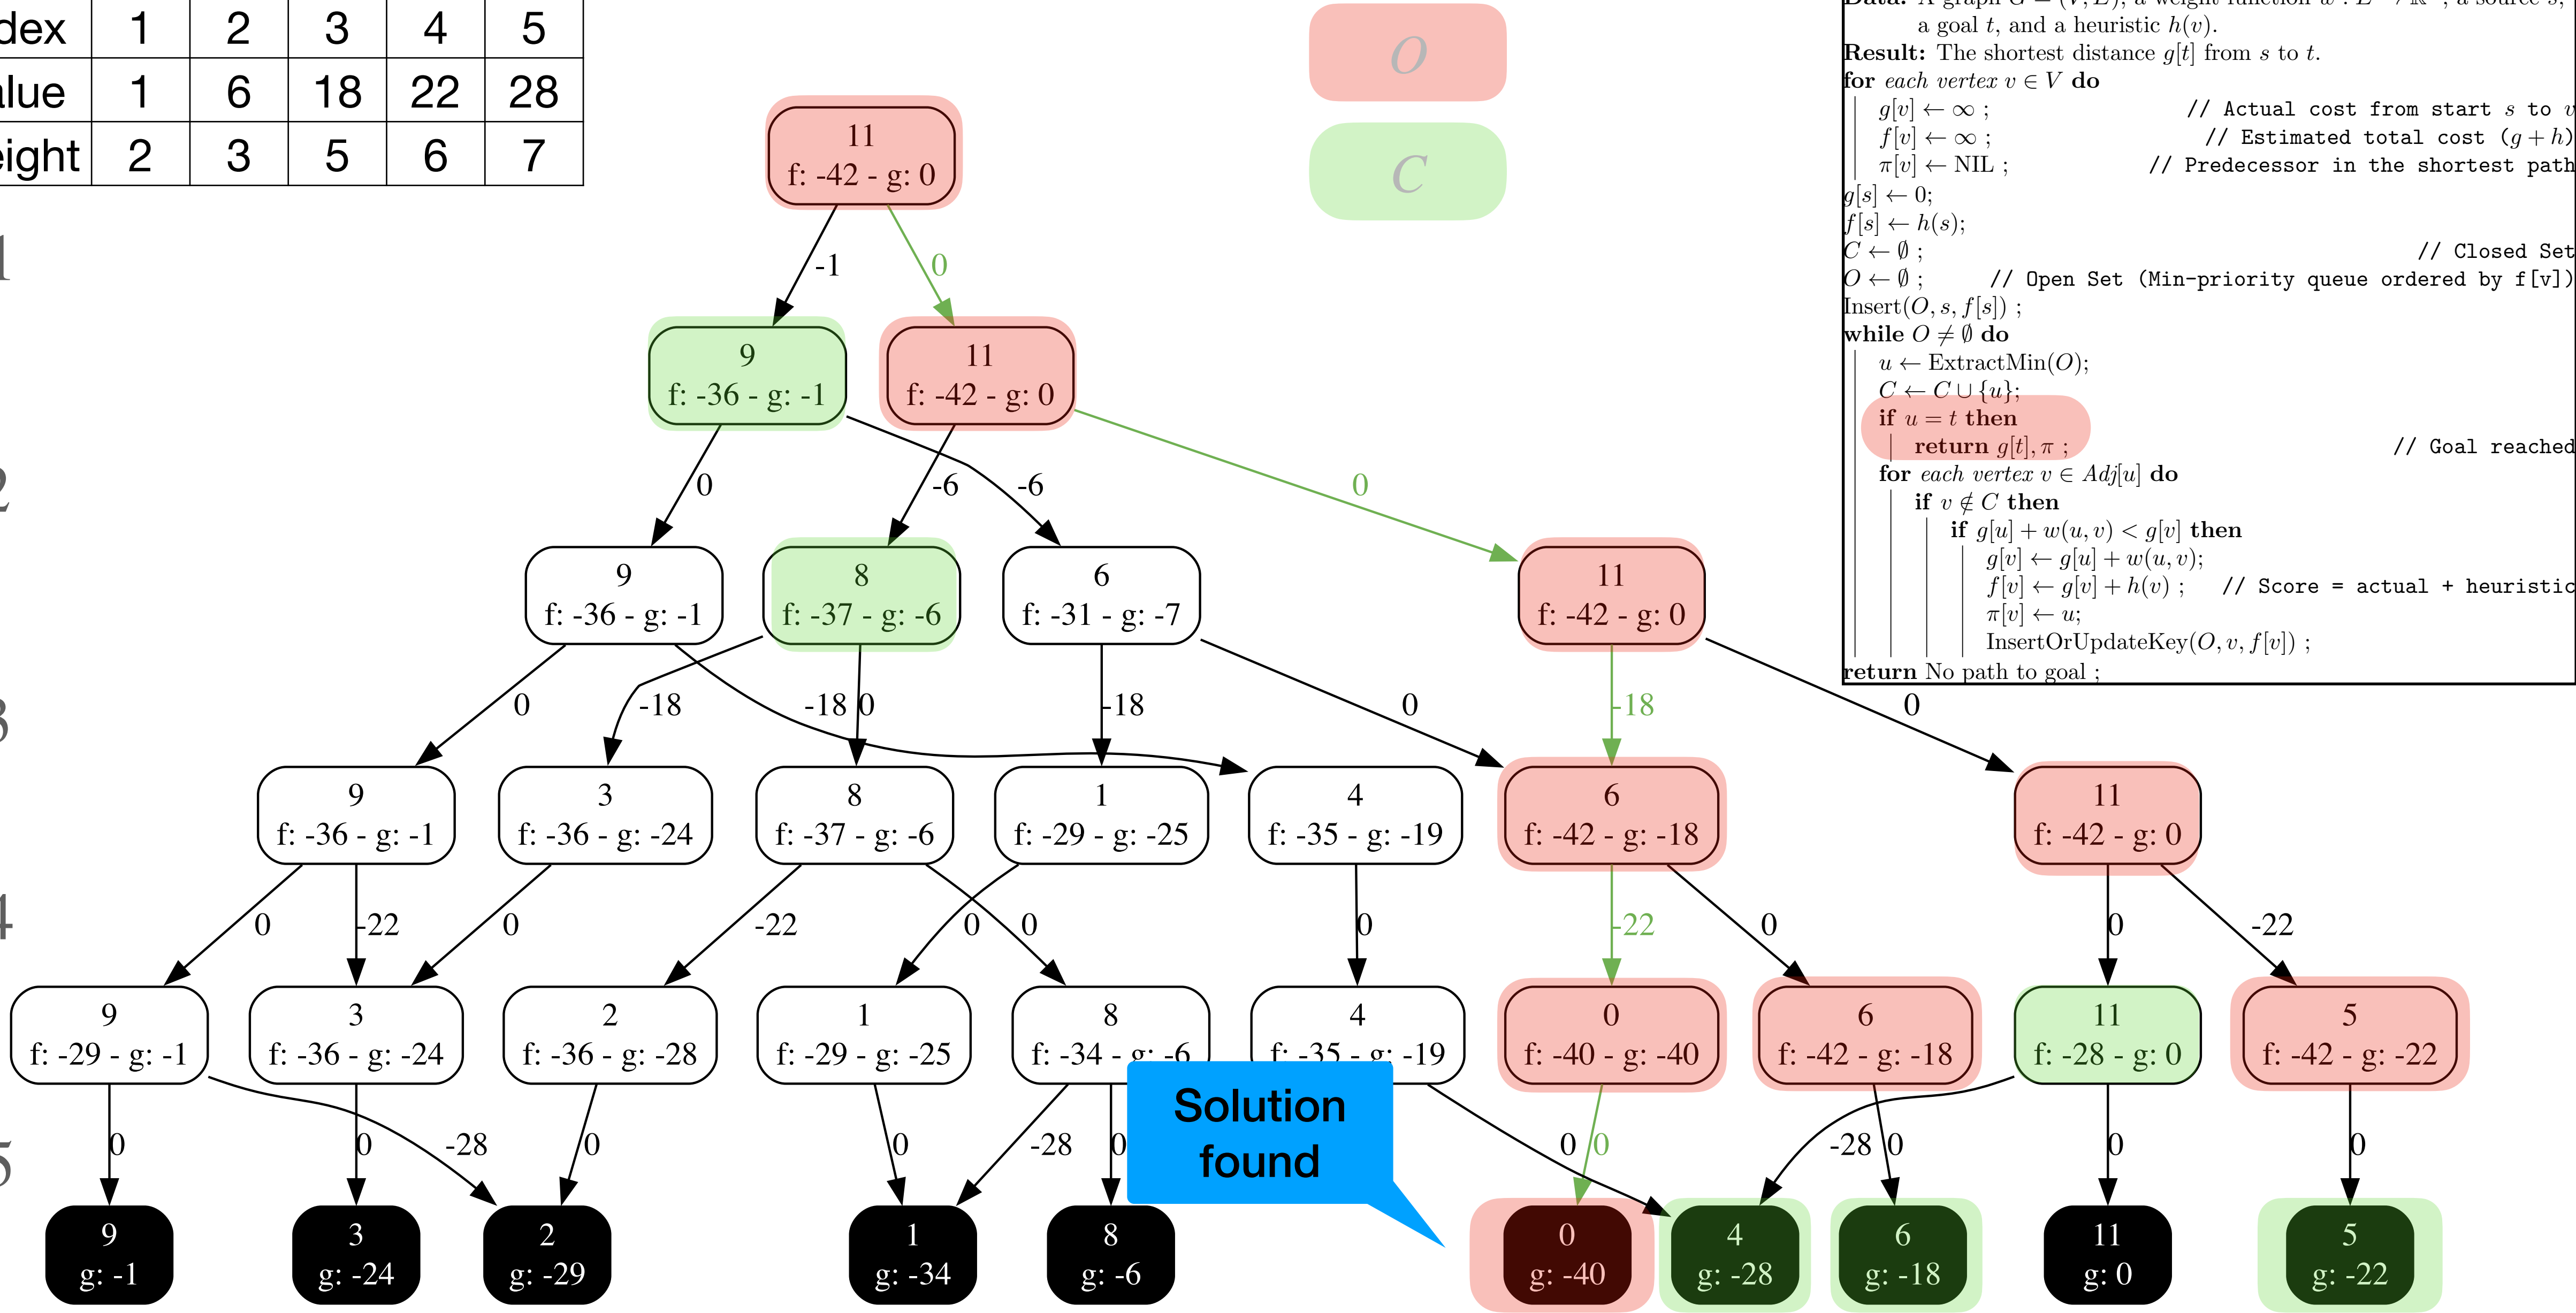 dex 1 2 3 4 5
alue 1 6 18 22 28
eight 2 3 5 6 7
O
C
a goal t, and a heuristic h(v).
Result: The shortest distance g[t] from s to t.
for each vertex v ∈ V do
g[v] ← ∞ ; // Actual cost from start s to v
f[v] ← ∞ ; // Estimated total cost (g + h)
π[v] ← NIL ; // Predecessor in the shortest path
g[s] ← 0;
f[s] ← h(s);
C ← ∅ ; // Closed Set
O ← ∅ ; // Open Set (Min-priority queue ordered by f[v])
Insert(O, s, f[s]) ;
while O ≠ ∅ do
u ← ExtractMin(O);
C ← C ∪ {u};
if u = t then
return g[t], π ; // Goal reached
for each vertex v ∈ Adj[u] do
if v ∉ C then
if g[u] + w(u, v) < g[v] then
g[v] ← g[u] + w(u, v);
f[v] ← g[v] + h(v) ; // Score = actual + heuristic
π[v] ← u;
InsertOrUpdateKey(O, v, f[v]) ;
return No path to goal ;
11
f: -42 - g: 0
1
-1 0
9 11
f: -36 - g: -1 f: -42 - g: 0
2
0 -6 -6 0
9 8 6 11
f: -36 - g: -1 f: -37 - g: -6 f: -31 - g: -7 f: -42 - g: 0
3
0 -18 -18 0 -18 0 -18 0
9 3 8 1 4 6 11
f: -36 - g: -1 f: -36 - g: -24 f: -37 - g: -6 f: -29 - g: -25 f: -35 - g: -19 f: -42 - g: -18 f: -42 - g: 0
4
0 -22 0 -22 0 0 0 -22 0 0 -22
9 3 2 1 8 4 0 6 11 5
f: -29 - g: -1 f: -36 - g: -24 f: -36 - g: -28 f: -29 - g: -25 f: -34 - g: -6 f: -35 - g: -19 f: -40 - g: -40 f: -42 - g: -18 f: -28 - g: 0 f: -42 - g: -22
Solution
found
5
0 0 -28 0 0 -28 0 0 0 -28 0 0 0
9 3 2 1 8 0 4 6 11 5
g: -1 g: -24 g: -29 g: -34 g: -6 g: -40 g: -28 g: -18 g: 0 g: -22